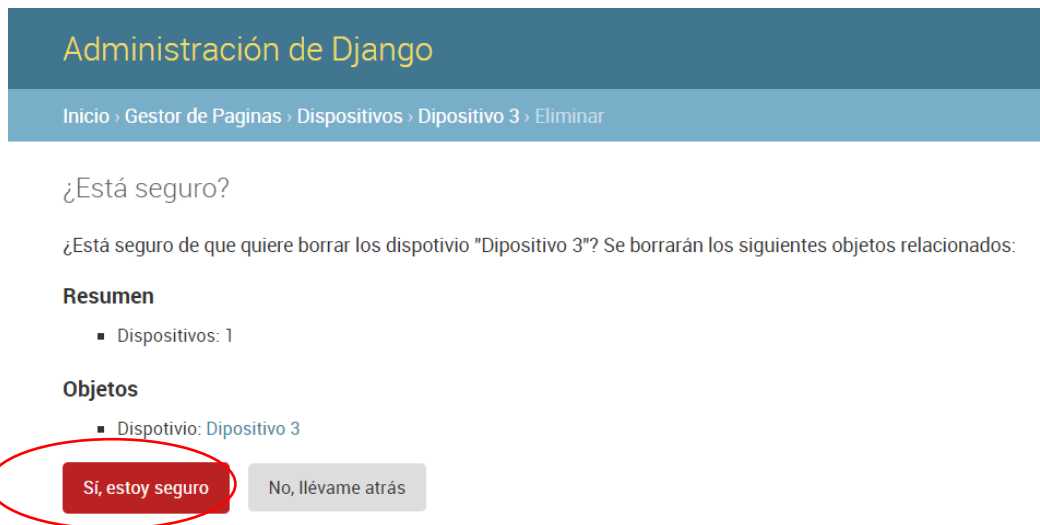 Administración de Django
Inicio › Gestor de Paginas › Dispositivos › Dipositivo 3 › Eliminar
¿Está seguro?
¿Está seguro de que quiere borrar los dispotivio "Dipositivo 3"? Se borrarán los siguientes objetos relacionados:
Resumen
Dispositivos: 1
Objetos
Dispotivio: Dipositivo 3
Sí, estoy seguro No, llévame atrás